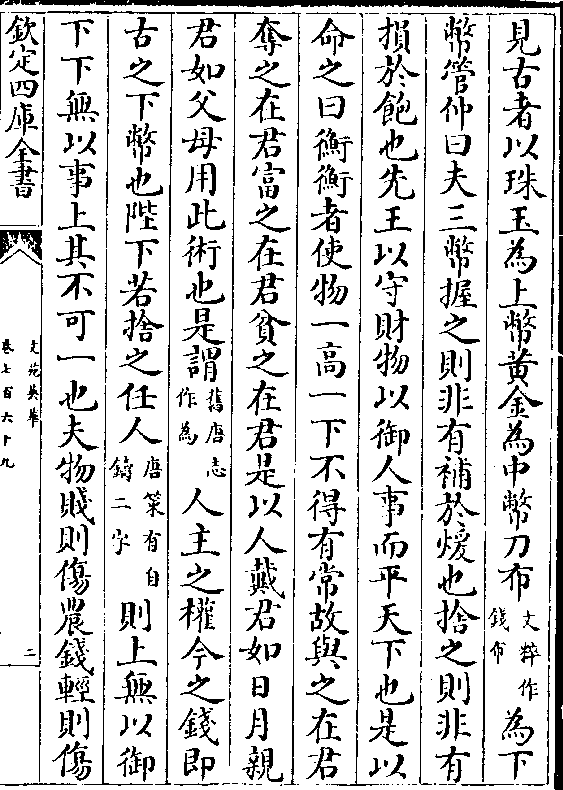 見古者以珠玉為上幣黄金為中幣刀布文粹作錢布為下
幣管仲曰夫三幣握之則非有補於煖也捨之則非有
損於飽也先王以守財物以御人事而平天下也是以
命之曰衡衡者使物一高一下不得有常故與之在君
奪之在君富之在君貧之在君是以人戴君如日月親
君如父母用此術也是謂舊唐志作為人主之權今之錢即
古之下幣也陛下若捨之任人唐策有自鑄二字則上無以御
下下無以事上其不可一也夫物賤則傷農錢輕則傷
欽定四庫全書
文苑英華
卷七百六十九
二